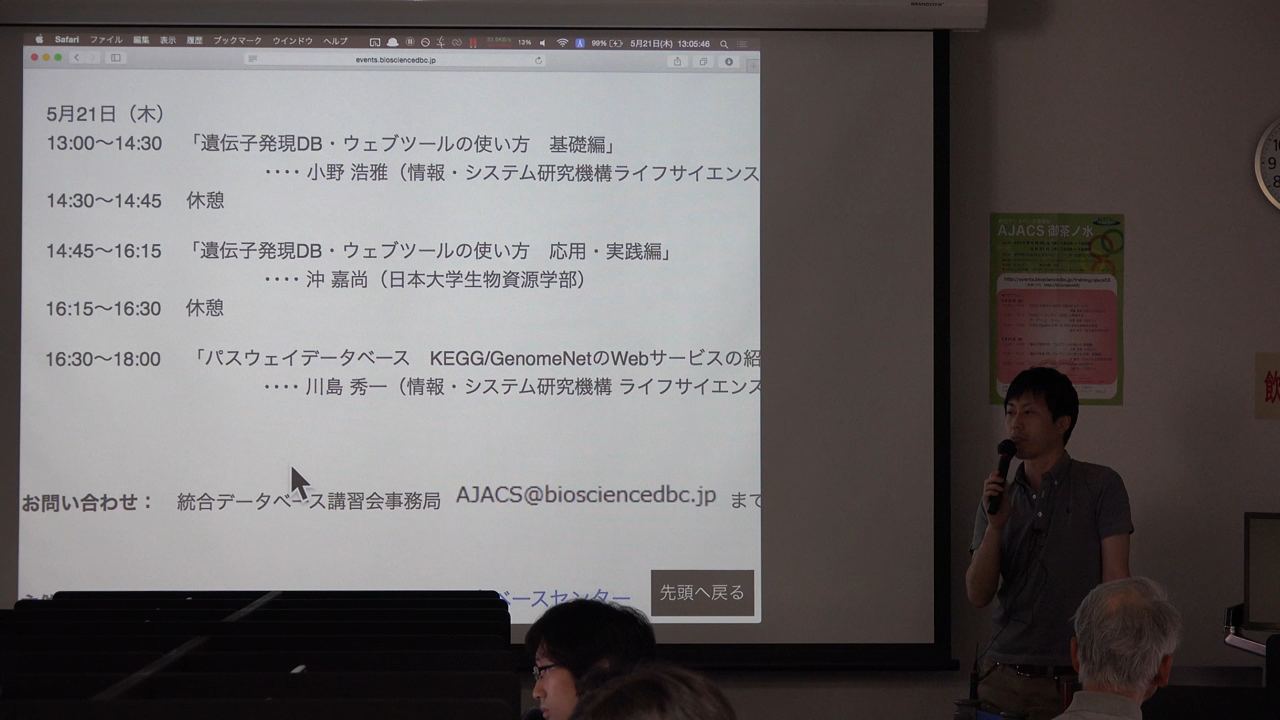 Safari ファイル 編集 表示 履歴 ブックマーク ウインドウ ヘルプ 13% 99% 5月21日(木) 13:05:46
events.biosciencedbc.jp
5月21日（木）
13:00〜14:30 「遺伝子発現DB・ウェブツールの使い方 基礎編」
‥‥ 小野 浩雅（情報・システム研究機構ライフサイエンス
14:30〜14:45 休憩
14:45〜16:15 「遺伝子発現DB・ウェブツールの使い方 応用・実践編」
‥‥ 沖 嘉尚（日本大学生物資源学部）
16:15〜16:30 休憩
16:30〜18:00 「パスウェイデータベース KEGG/GenomeNetのWebサービスの紹
‥‥ 川島 秀一（情報・システム研究機構 ライフサイエンス
お問い合わせ： 統合データベース講習会事務局 AJACS@biosciencedbc.jp まで
ベースセンター
先頭へ戻る
AJACS 御茶ノ水
10
9
8
飲